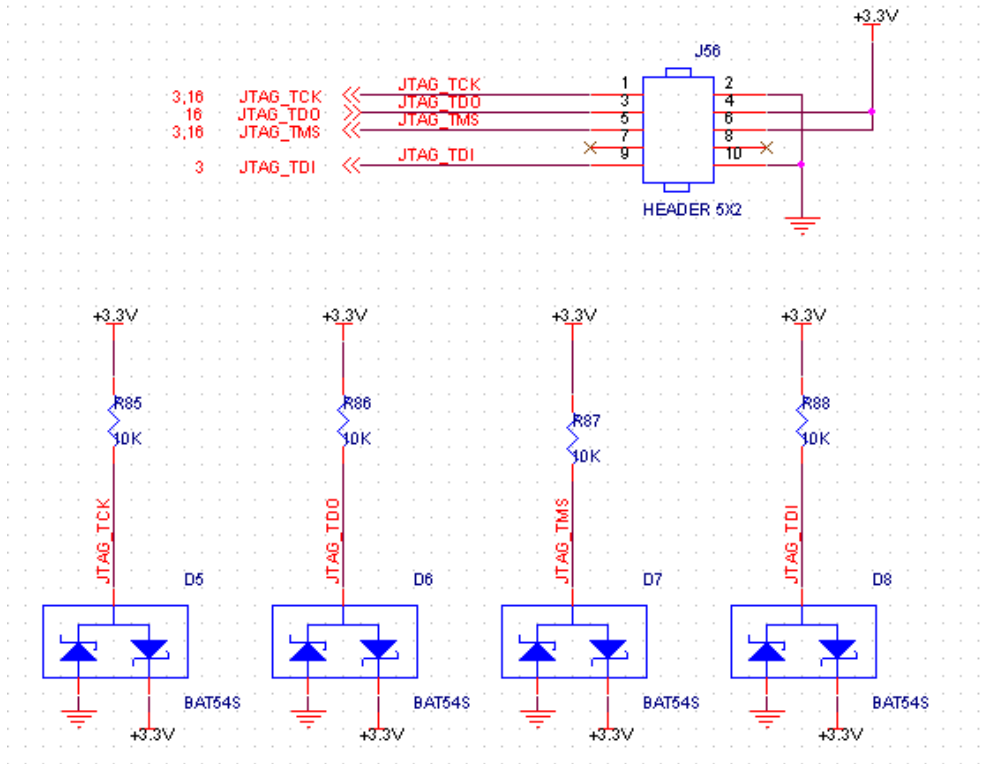 +3.3V
J56
JTAG_TCK 1 2
3,16 JTAG_TCK JTAG_TDO 3 4
16 JTAG_TDO JTAG_TMS 5 6
3,16 JTAG_TMS 7 8
3 JTAG_TDI JTAG_TDI 9 10
HEADER 5X2
+3.3V +3.3V +3.3V +3.3V
R85 R86 R87 R88
10K 10K 10K 10K
JTAG_TCK JTAG_TDO JTAG_TMS JTAG_TDI
D5 D6 D7 D8
BAT54S BAT54S BAT54S BAT54S
+3.3V +3.3V +3.3V +3.3V